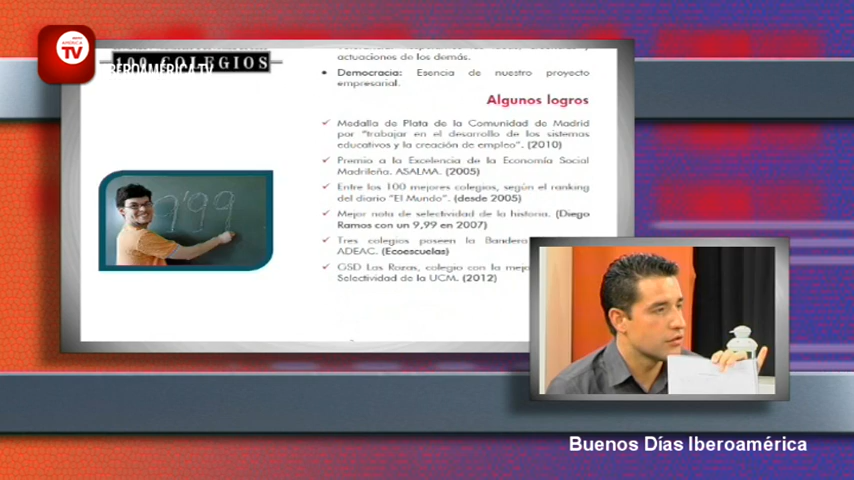 AMERICA
TV
IBEROAMERICA TV
100 COLEGIOS
actuaciones de los demás.
• Democracia: Esencia de nuestro proyecto
empresarial.
Algunos logros
✓ Medalla de Plata de la Comunidad de Madrid
por "trabajar en el desarrollo de los sistemas
educativos y la creación de empleo". (2010)
✓ Premio a la Excelencia de la Economía Social
Madrileña. ASALMA. (2005)
✓ Entre los 100 mejores colegios, según el ranking
del diario "El Mundo". (desde 2005)
✓ Mejor nota de selectividad de la historia. (Diego
Ramos con un 9,99 en 2007)
✓ Tres colegios poseen la Bandera
ADEAC. (Ecoescuelas)
✓ GSD Las Rozas, colegio con la mejo
Selectividad de la UCM. (2012)
9'99
Buenos Días Iberoamérica